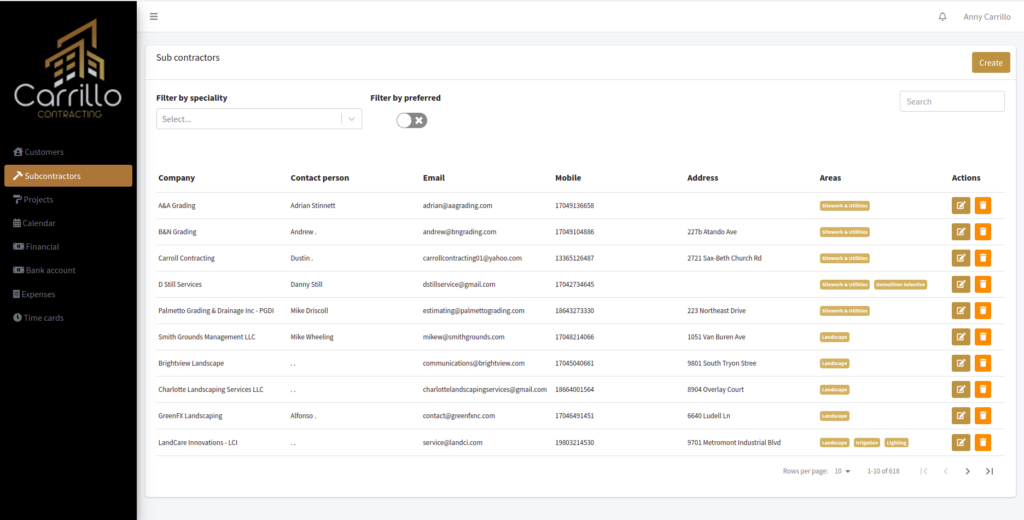 Carrillo
CONTRACTING
Customers
Subcontractors
Projects
Calendar
Financial
Bank account
Expenses
Time cards
Anny Carrillo
Sub contractors
Create
Filter by speciality
Filter by preferred
Select...
Search
Company Contact person Email Mobile Address Areas Actions
A&A Grading Adrian Stinnett adrian@aagrading.com 17049136658 Sitework & Utilities
B&N Grading Andrew . andrew@bngrading.com 17049104886 227b Atando Ave Sitework & Utilities
Carroll Contracting Dustin . carrollcontracting01@yahoo.com 13365126487 2721 Sax-Beth Church Rd Sitework & Utilities
D Still Services Danny Still dstillservice@gmail.com 17042734645 Sitework & Utilities Demolition Selective
Palmetto Grading & Drainage Inc - PGDI Mike Driscoll estimating@palmettograding.com 18643273330 223 Northeast Drive Sitework & Utilities
Smith Grounds Management LLC Mike Wheeling mikew@smithgrounds.com 17048214066 1051 Van Buren Ave Landscape
Brightview Landscape . . communications@brightview.com 17045040661 9801 South Tryon Stree Landscape
Charlotte Landscaping Services LLC . . charlottelandscapingservices@gmail.com 18664001564 8904 Overlay Court Landscape
GreenFX Landscaping Alfonso . contact@greenfxnc.com 17046491451 6640 Ludell Ln Landscape
LandCare Innovations - LCI . . service@landci.com 19803214530 9701 Metromont Industrial Blvd Landscape Irrigation Lighting
Rows per page: 10 1-10 of 618